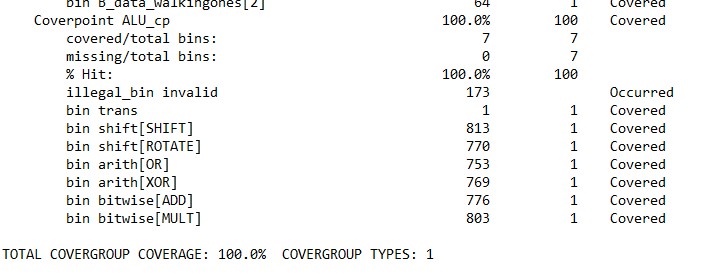 bin B_data_walkingones[2] 64 1 Covered
Coverpoint ALU_cp 100.0% 100 Covered
covered/total bins: 7 7
missing/total bins: 0 7
% Hit: 100.0% 100
illegal_bin invalid 173 Occurred
bin trans 1 1 Covered
bin shift[SHIFT] 813 1 Covered
bin shift[ROTATE] 770 1 Covered
bin arith[OR] 753 1 Covered
bin arith[XOR] 769 1 Covered
bin bitwise[ADD] 776 1 Covered
bin bitwise[MULT] 803 1 Covered
TOTAL COVERGROUP COVERAGE: 100.0% COVERGROUP TYPES: 1